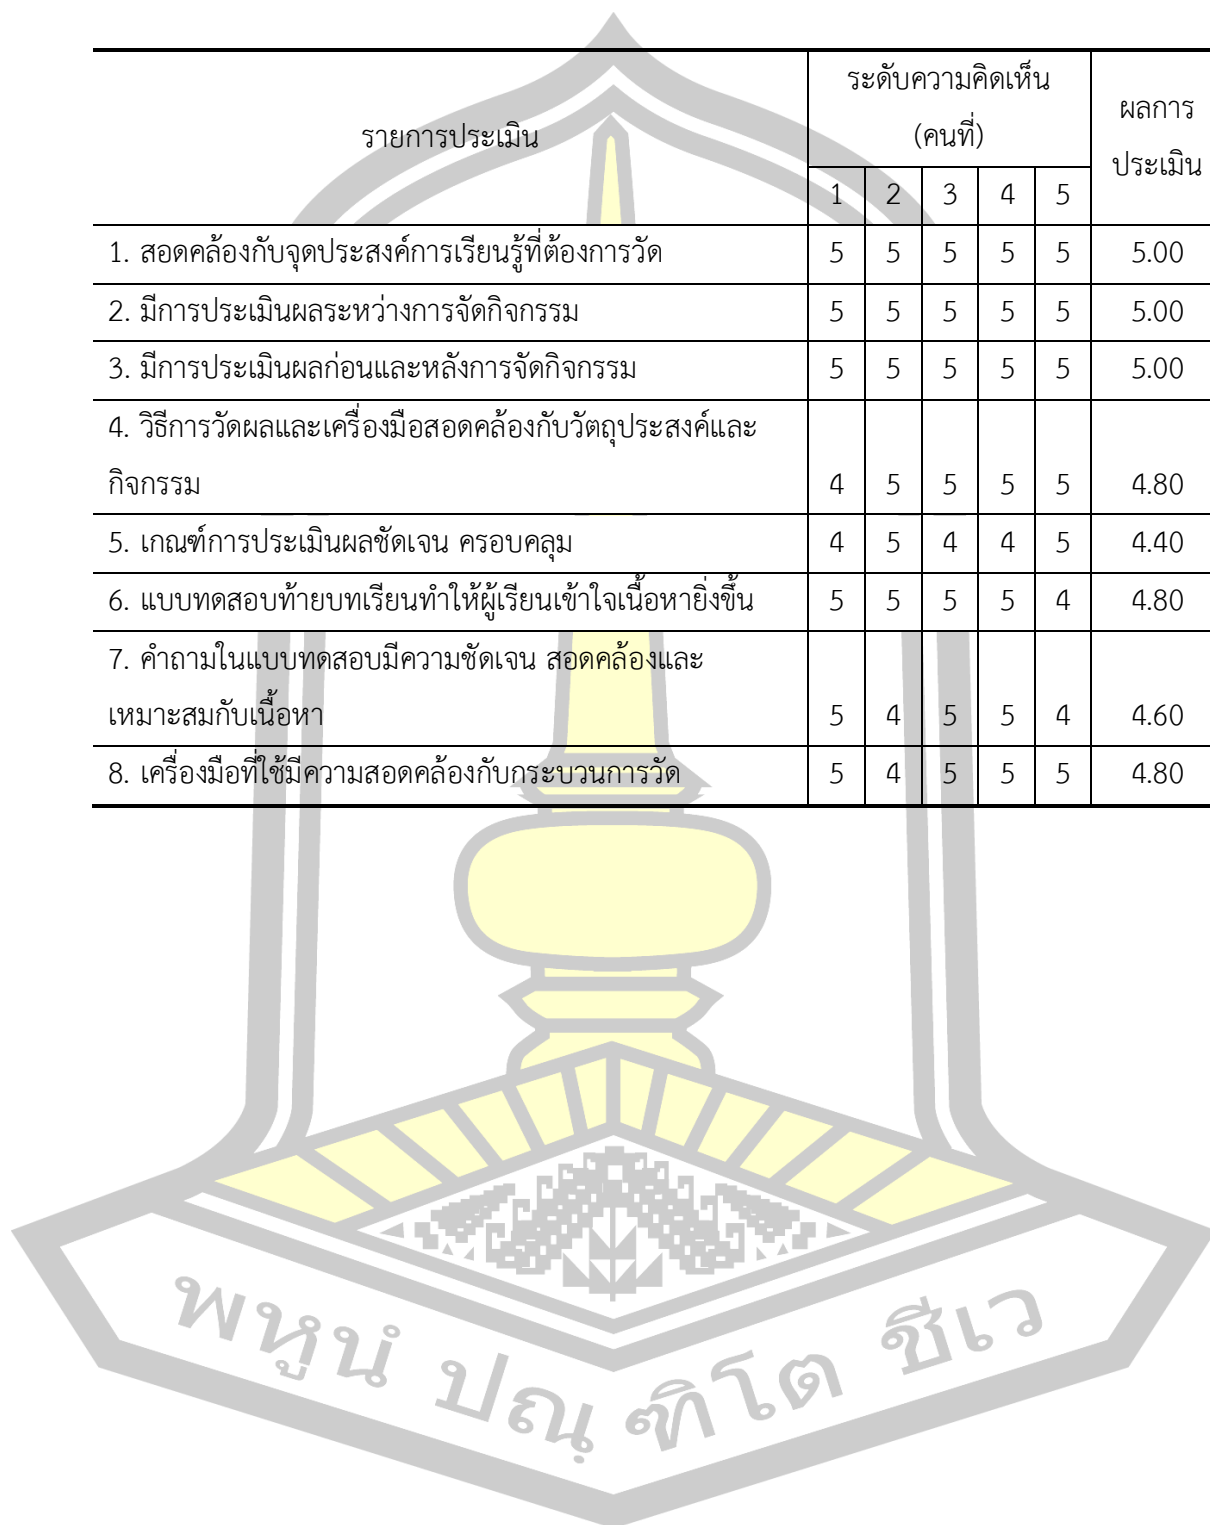 รายการประเมิน ระดับความคิดเห็น (คนที่) ผลการประเมิน
1 2 3 4 5
1. สอดคล้องกับจุดประสงค์การเรียนรู้ที่ต้องการวัด 5 5 5 5 5 5.00
2. มีการประเมินผลระหว่างการจัดกิจกรรม 5 5 5 5 5 5.00
3. มีการประเมินผลก่อนและหลังการจัดกิจกรรม 5 5 5 5 5 5.00
4. วิธีการวัดผลและเครื่องมือสอดคล้องกับวัตถุประสงค์และ
กิจกรรม 4 5 5 5 5 4.80
5. เกณฑ์การประเมินผลชัดเจน ครอบคลุม 4 5 4 4 5 4.40
6. แบบทดสอบท้ายบทเรียนทำให้ผู้เรียนเข้าใจเนื้อหายิ่งขึ้น 5 5 5 5 4 4.80
7. คำถามในแบบทดสอบมีความชัดเจน สอดคล้องและ
เหมาะสมกับเนื้อหา 5 4 5 5 4 4.60
8. เครื่องมือที่ใช้มีความสอดคล้องกับกระบวนการวัด 5 4 5 5 5 4.80
พหูนํ ปณฺฑิโต ชีเว